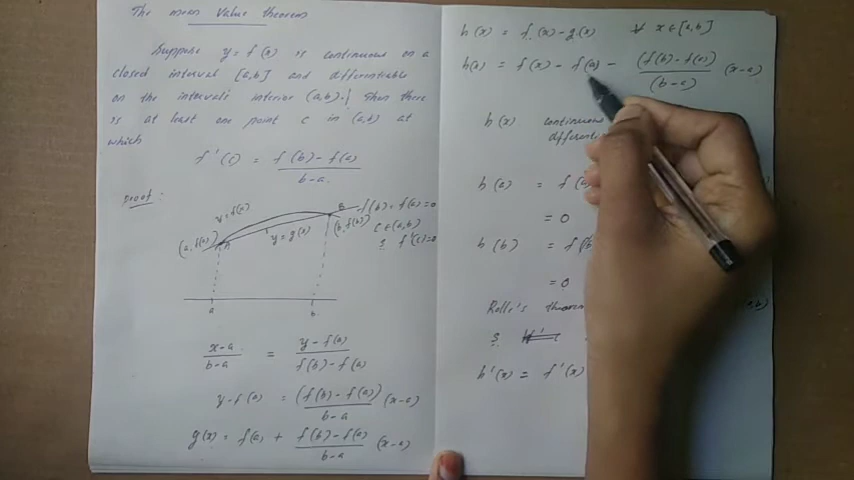 The mean value theorem
Suppose y = f(x) is continuous on a
closed interval [a,b] and differentiable
on the intervals interior (a,b). Then there
is at least one point c in (a,b) at
which
f'(c) = f(b) - f(a)
b-a
proof:
y=f(x)
(a, f(a)) A
y = g(x)
B
(b, f(b))
f(b) = f(a) = 0
c ∈ (a,b)
f'(c)=0
a
b
x-a / b-a = y-f(a) / f(b)-f(a)
y-f(a) = (f(b) - f(a)) / b-a (x-a)
g(x) = f(a) + f(b)-f(a) / b-a (x-a)
h(x) = f(x) - g(x) ∀ x ∈ [a,b]
h(x) = f(x) - f(a) - (f(b) - f(a)) / (b-a) (x-a)
h(x) continuous
h(a) = f(a)
= 0
h(b) = f(b
= 0
Rolle's theorem
h'(x) = f'(x)